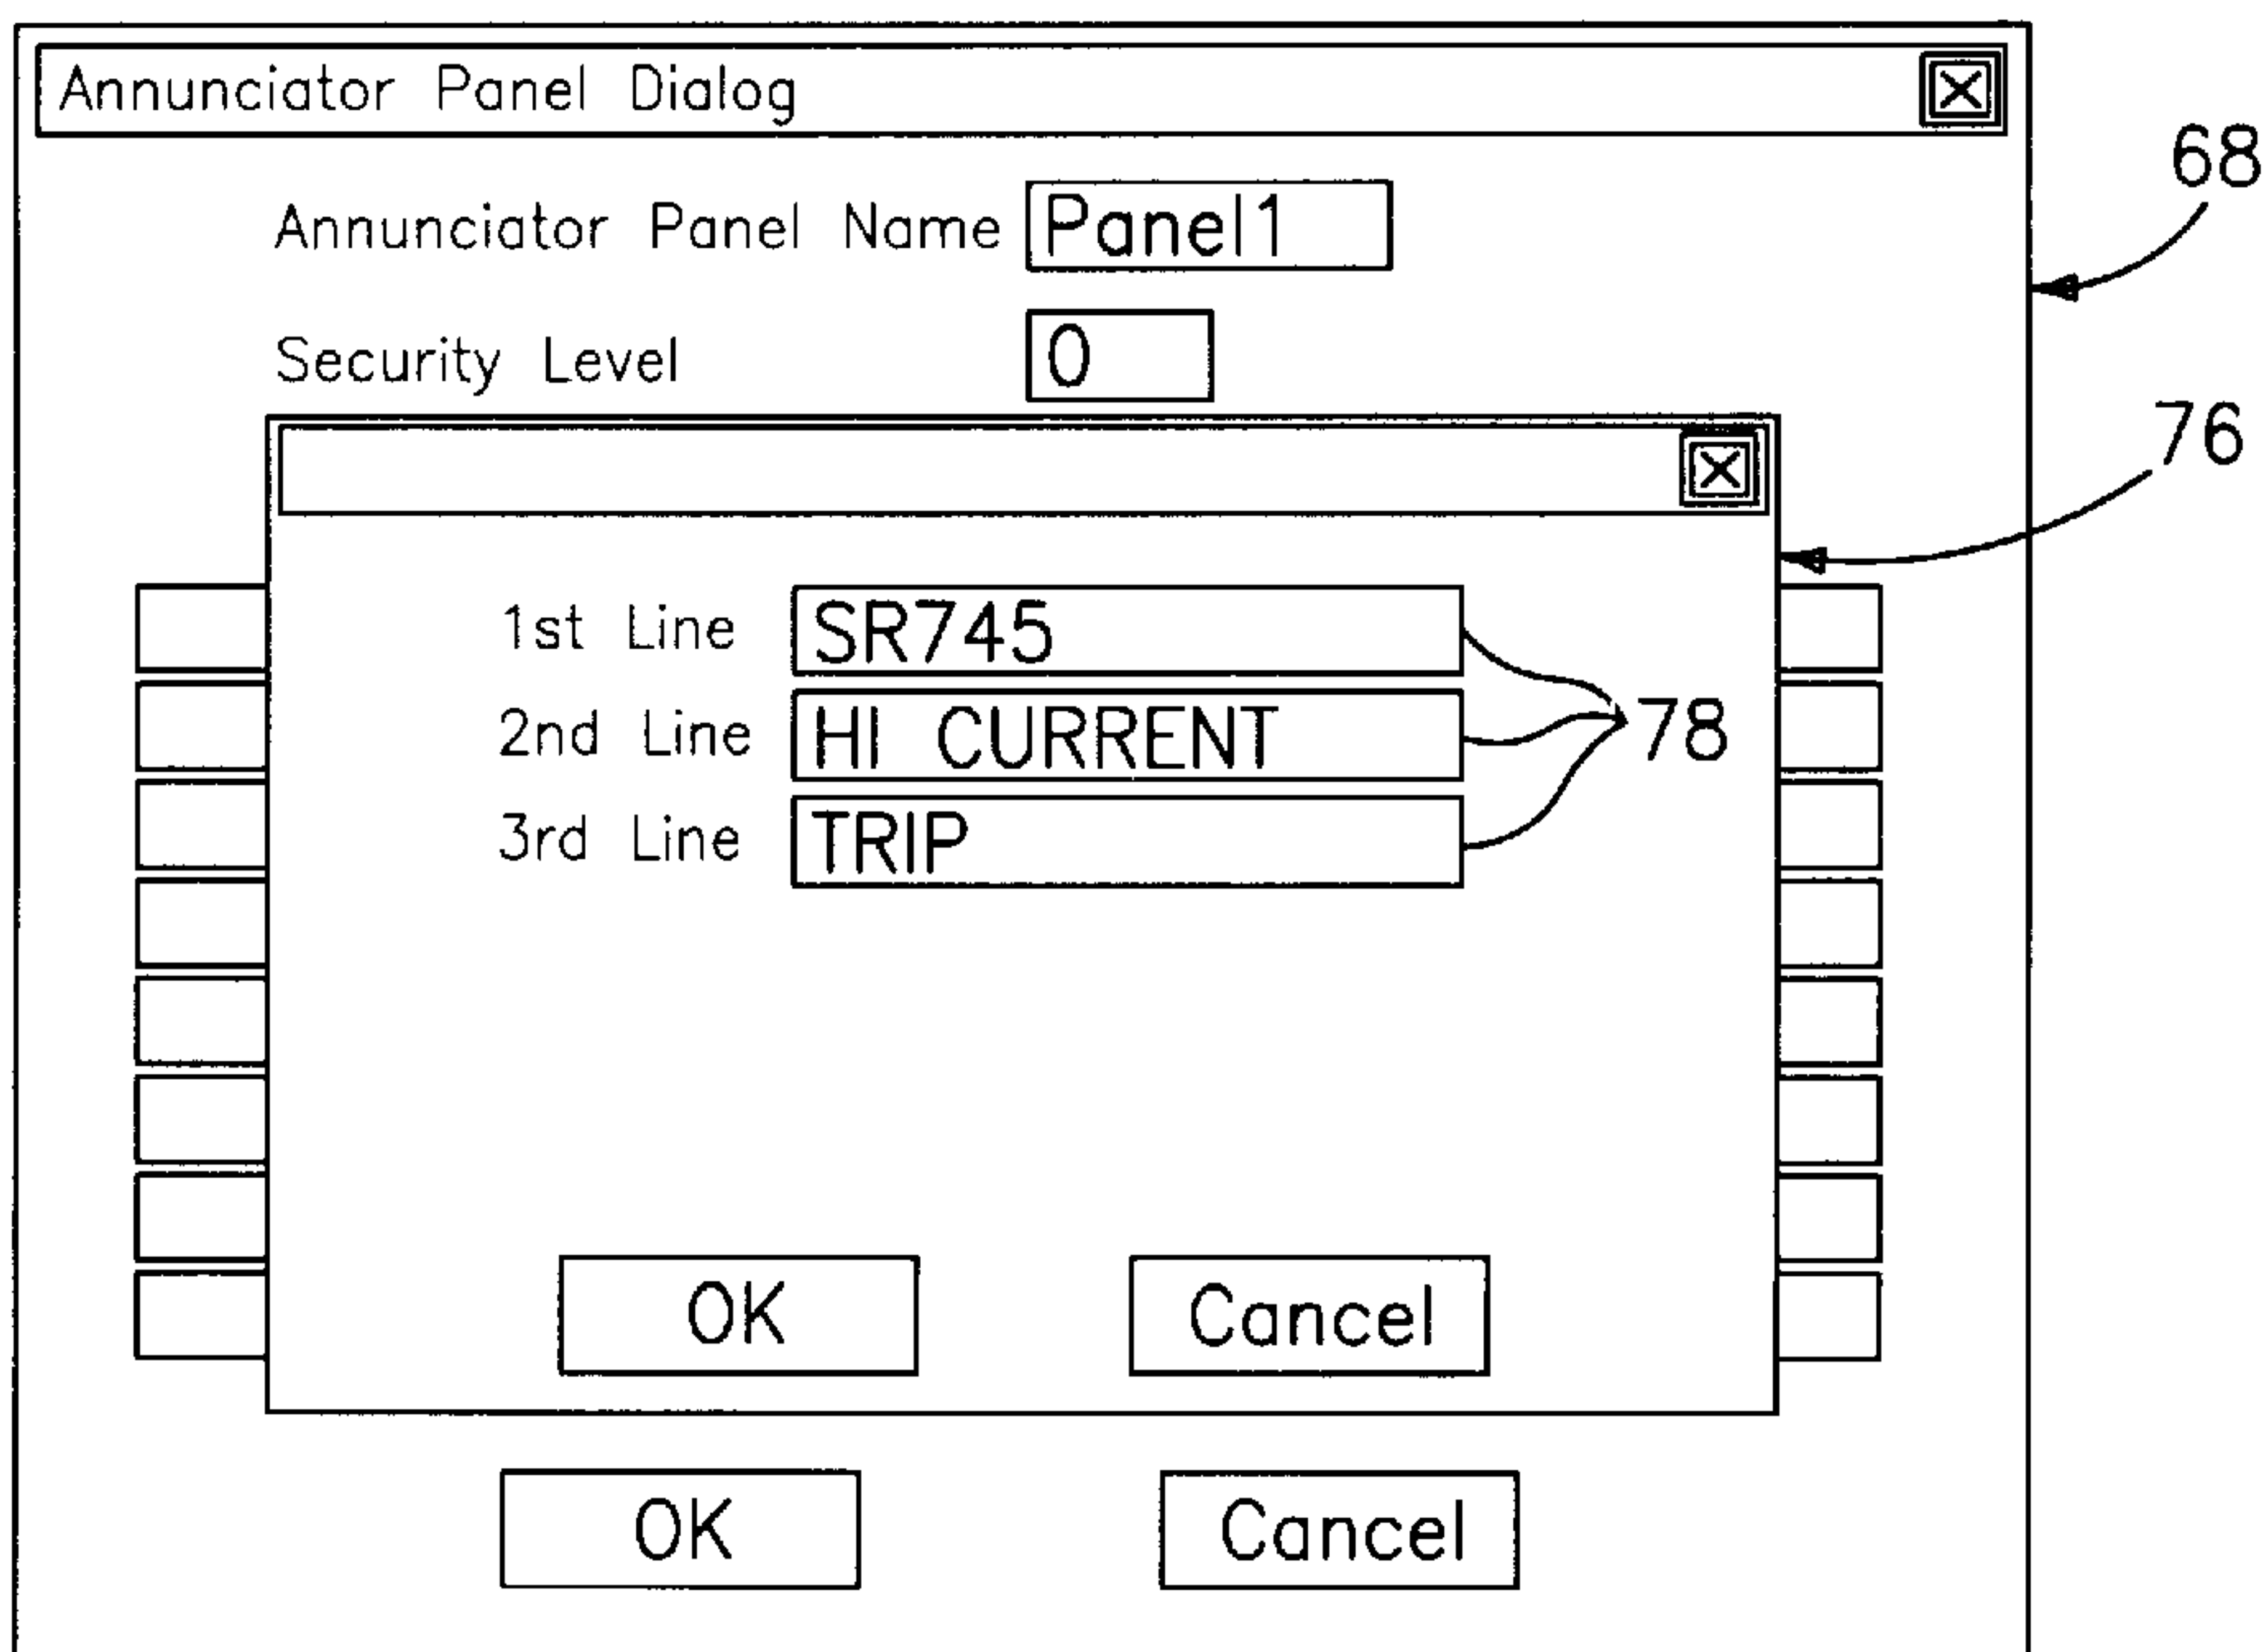 Annunciator Panel Dialog
68
Annunciator Panel Name Panel1
Security Level 0
76
1st Line SR745
2nd Line HI CURRENT
78
3rd Line TRIP
OK Cancel
OK Cancel